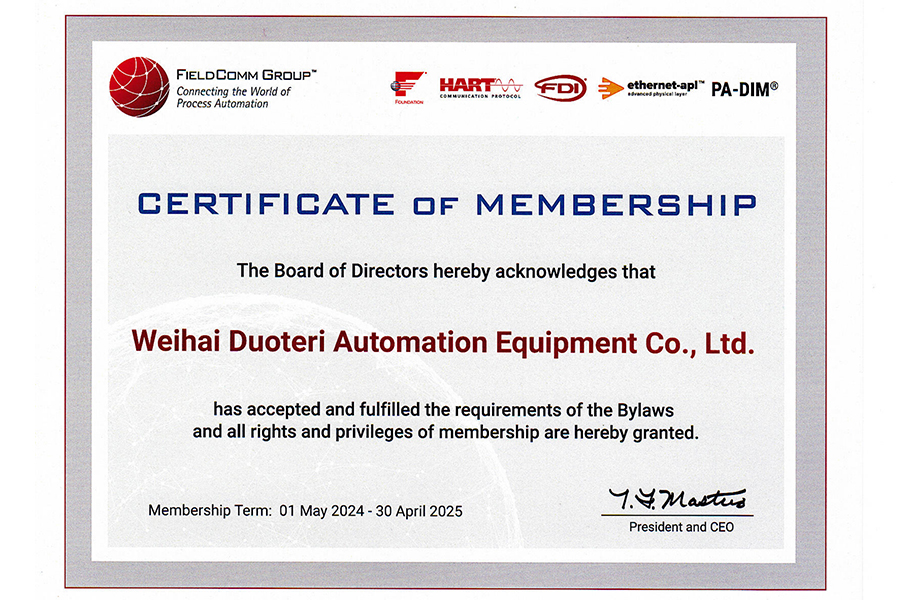 FIELDCOMM GROUP™
Connecting the World of
Process Automation
FOUNDATION
HART
COMMUNICATION PROTOCOL
FDI
ethernet-apl™
advanced physical layer
PA-DIM®
CERTIFICATE OF MEMBERSHIP
The Board of Directors hereby acknowledges that
Weihai Duoteri Automation Equipment Co., Ltd.
has accepted and fulfilled the requirements of the Bylaws
and all rights and privileges of membership are hereby granted.
Membership Term: 01 May 2024 - 30 April 2025
T.F. Masters
President and CEO